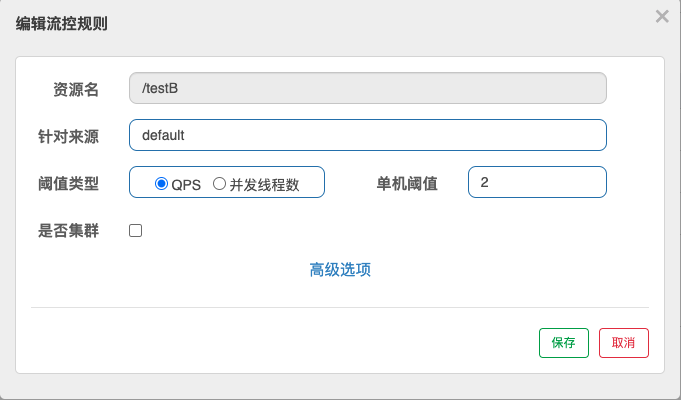 编辑流控规则
×
资源名 /testB
针对来源 default
阈值类型 QPS 并发线程数 单机阈值 2
是否集群
高级选项
保存 取消